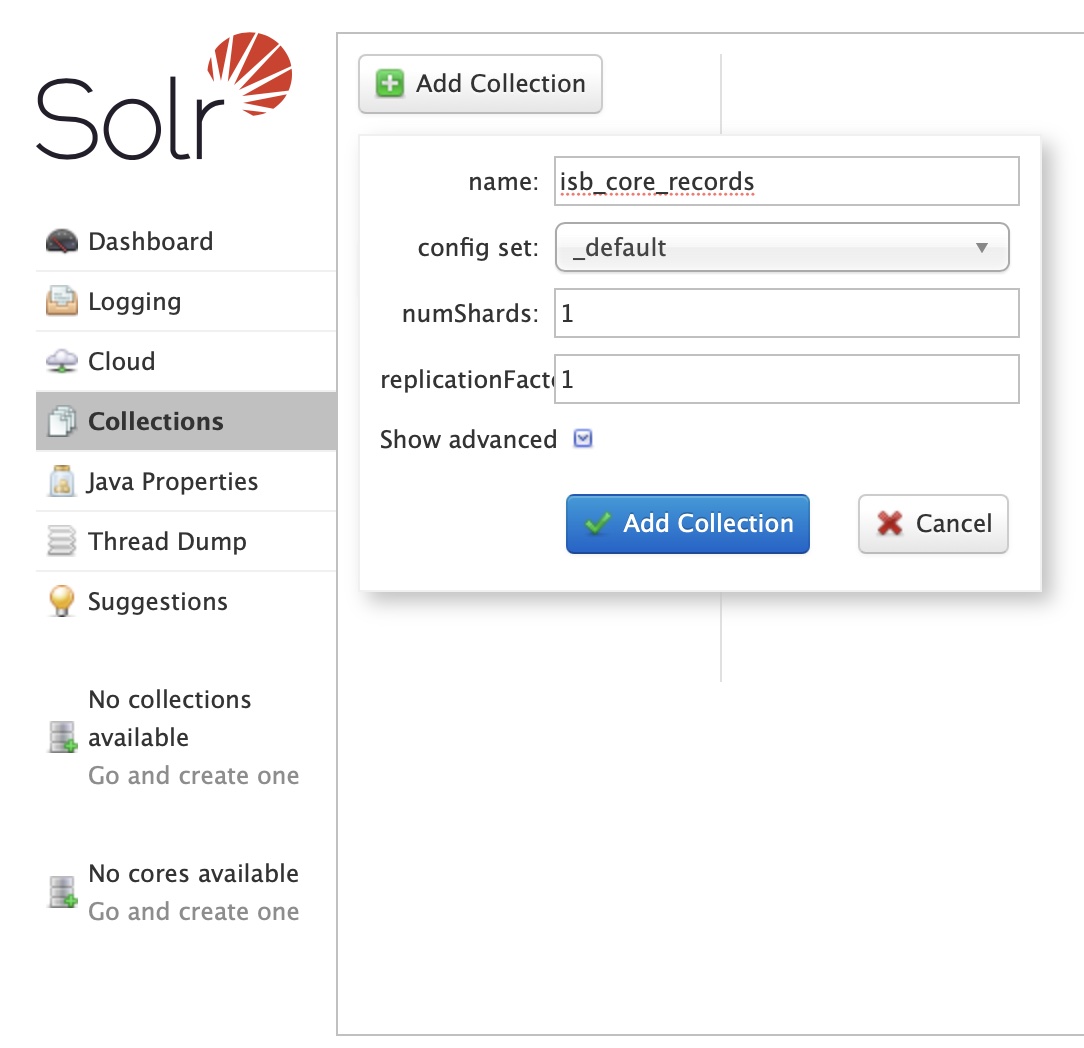 Solr
Dashboard
Logging
Cloud
Collections
Java Properties
Thread Dump
Suggestions
No collections
available
Go and create one
No cores available
Go and create one
Add Collection
name: isb_core_records
config set: _default
numShards: 1
replicationFacto 1
Show advanced
Add Collection Cancel